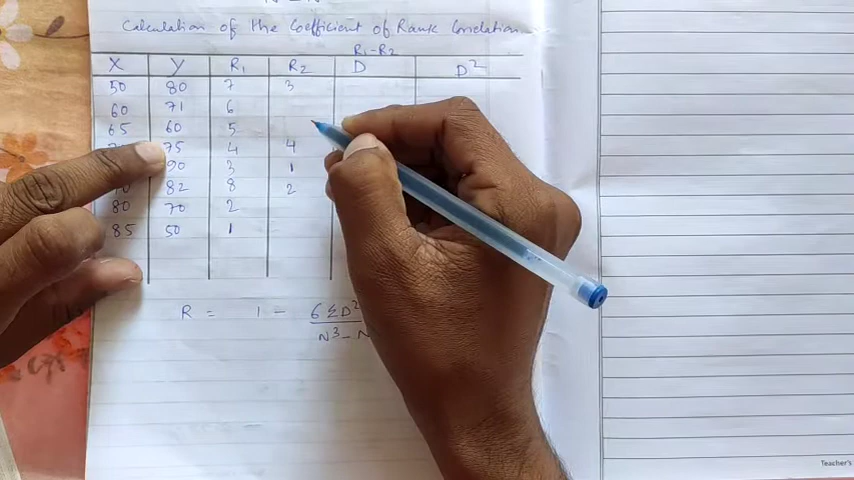 Calculation of the Coefficient of Rank Correlation
R1-R2
X Y R1 R2 D D²
50 80 7 3
60 71 6
65 60 5
75 4 4
90 3 1
82 8 2
80 70 2
85 50 1
R = 1 - 6 ΣD²
N³ - N
Teacher's